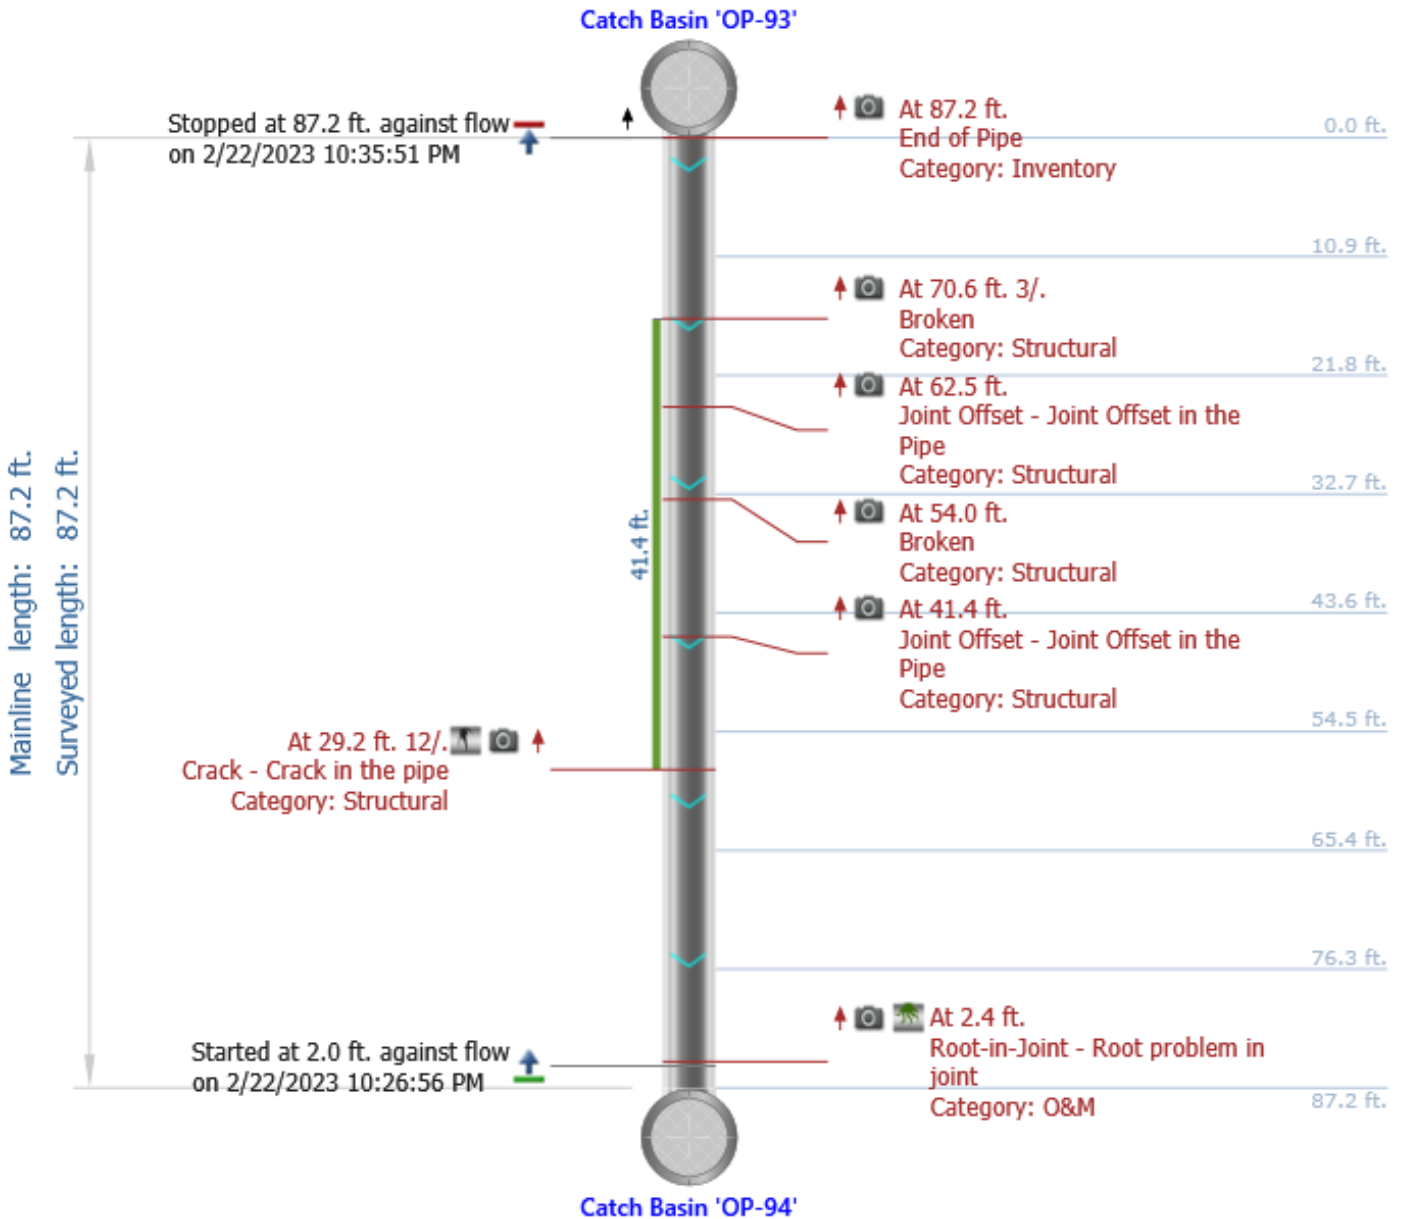 Catch Basin 'OP-93'
Stopped at 87.2 ft. against flow
on 2/22/2023 10:35:51 PM
At 87.2 ft.
End of Pipe
Category: Inventory
0.0 ft.
10.9 ft.
At 70.6 ft. 3/.
Broken
Category: Structural
21.8 ft.
At 62.5 ft.
Joint Offset - Joint Offset in the
Pipe
Category: Structural
32.7 ft.
At 54.0 ft.
Broken
Category: Structural
43.6 ft.
At 41.4 ft.
Joint Offset - Joint Offset in the
Pipe
Category: Structural
54.5 ft.
Mainline length: 87.2 ft.
Surveyed length: 87.2 ft.
41.4 ft.
At 29.2 ft. 12/.
Crack - Crack in the pipe
Category: Structural
65.4 ft.
76.3 ft.
At 2.4 ft.
Root-in-Joint - Root problem in
joint
Category: O&M
Started at 2.0 ft. against flow
on 2/22/2023 10:26:56 PM
87.2 ft.
Catch Basin 'OP-94'